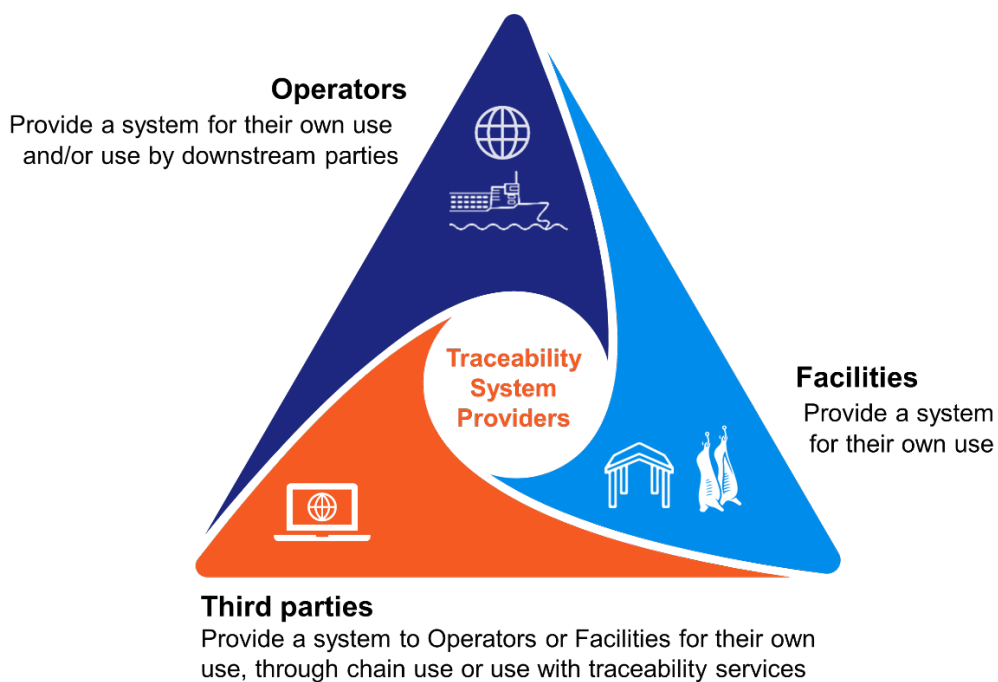 Operators
Provide a system for their own use
and/or use by downstream parties
Traceability
System
Providers
Facilities
Provide a system
for their own use
Third parties
Provide a system to Operators or Facilities for their own
use, through chain use or use with traceability services